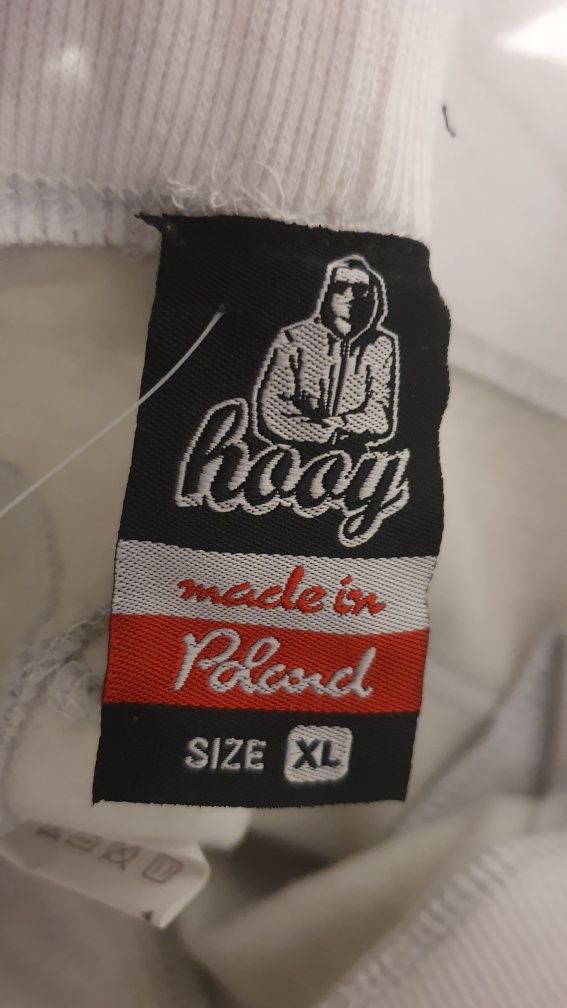 hooy
made in
Poland
SIZE XL